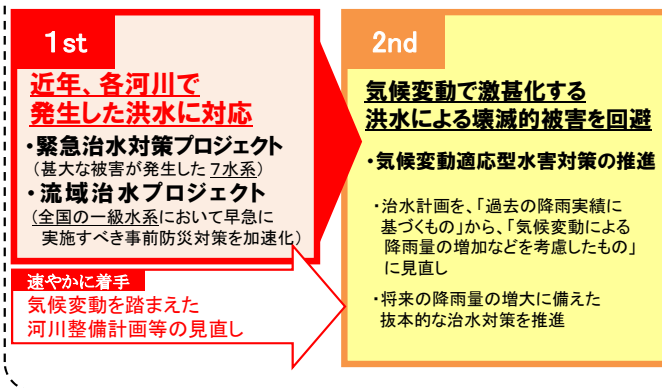 1st
近年、各河川で
発生した洪水に対応
・緊急治水対策プロジェクト
（甚大な被害が発生した 7水系）
・流域治水プロジェクト
（全国の一級水系において早急に
実施すべき事前防災対策を加速化）
速やかに着手
気候変動を踏まえた
河川整備計画等の見直し
2nd
気候変動で激甚化する
洪水による壊滅的被害を回避
・気候変動適応型水害対策の推進
・治水計画を、「過去の降雨実績に
基づくもの」から、「気候変動による
降雨量の増加などを考慮したもの」
に見直し
・将来の降雨量の増大に備えた
抜本的な治水対策を推進